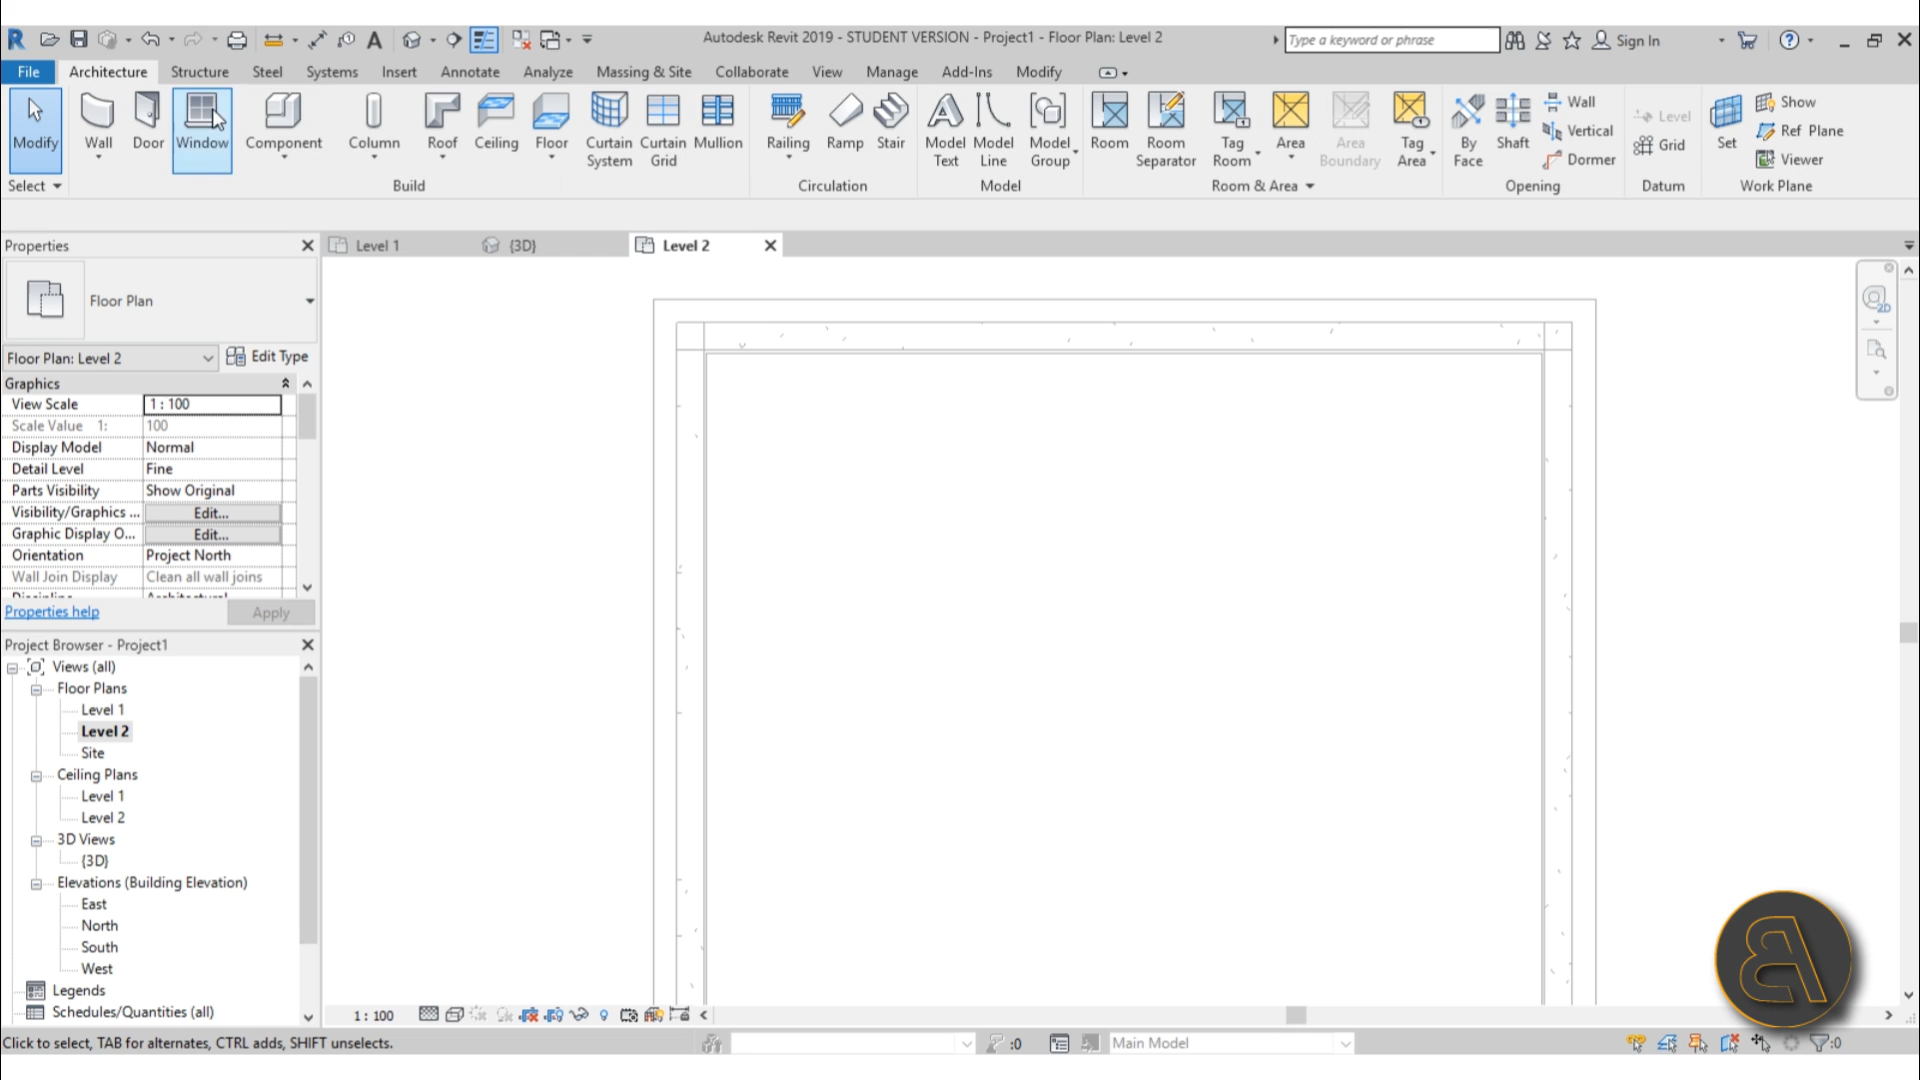 Autodesk Revit 2019 - STUDENT VERSION - Project1 - Floor Plan: Level 2
Type a keyword or phrase
Sign In
File Architecture Structure Steel Systems Insert Annotate Analyze Massing & Site Collaborate View Manage Add-Ins Modify
Modify
Wall
Door
Window
Component
Column
Roof
Ceiling
Floor
Curtain System
Curtain Grid
Mullion
Railing
Ramp
Stair
Model Text
Model Line
Model Group
Room
Room Separator
Tag Room
Area
Area Boundary
Tag Area
By Face
Shaft
Wall
Vertical
Dormer
Level
Grid
Set
Show
Ref Plane
Viewer
Select Build Circulation Model Room & Area Opening Datum Work Plane
Properties
Level 1 {3D} Level 2
2D
Floor Plan
Floor Plan: Level 2 Edit Type
Graphics
View Scale 1 : 100
Scale Value 1: 100
Display Model Normal
Detail Level Fine
Parts Visibility Show Original
Visibility/Graphics ... Edit...
Graphic Display O... Edit...
Orientation Project North
Wall Join Display Clean all wall joins
Properties help Apply
Project Browser - Project1
Views (all)
Floor Plans
Level 1
Level 2
Site
Ceiling Plans
Level 1
Level 2
3D Views
{3D}
Elevations (Building Elevation)
East
North
South
West
Legends
Schedules/Quantities (all)
1 : 100
Click to select, TAB for alternates, CTRL adds, SHIFT unselects.
:0
Main Model
:0